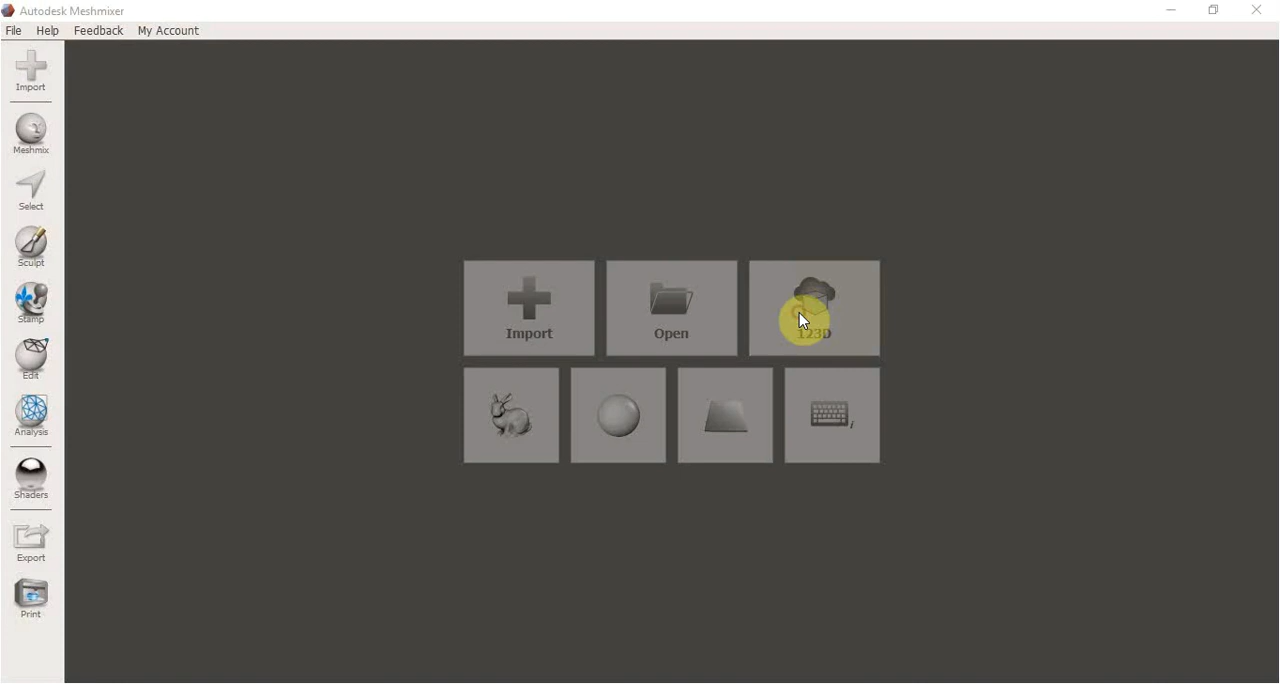 Autodesk Meshmixer
File Help Feedback My Account
Import
Meshmix
Select
Sculpt
Stamp
Edit
Analysis
Shaders
Export
Print
Import Open 123D
i